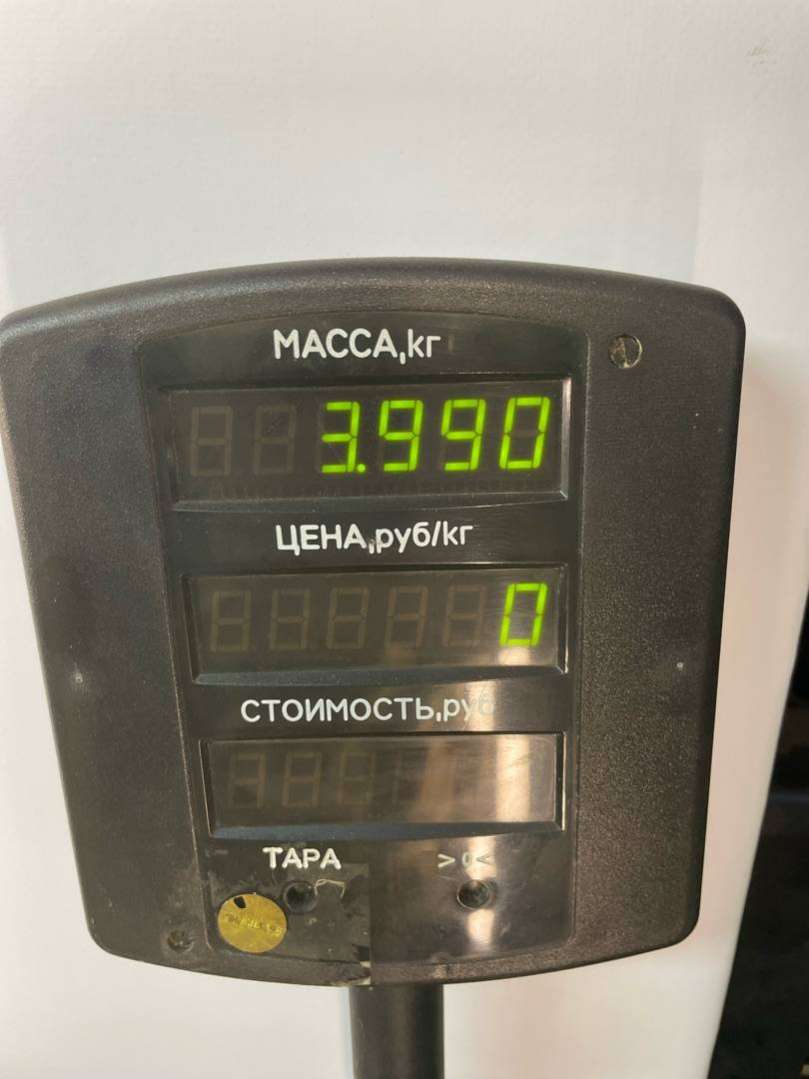 МАССА,кг
3.990
ЦЕНА,руб/кг
0
СТОИМОСТЬ,руб
ТАРА >0<